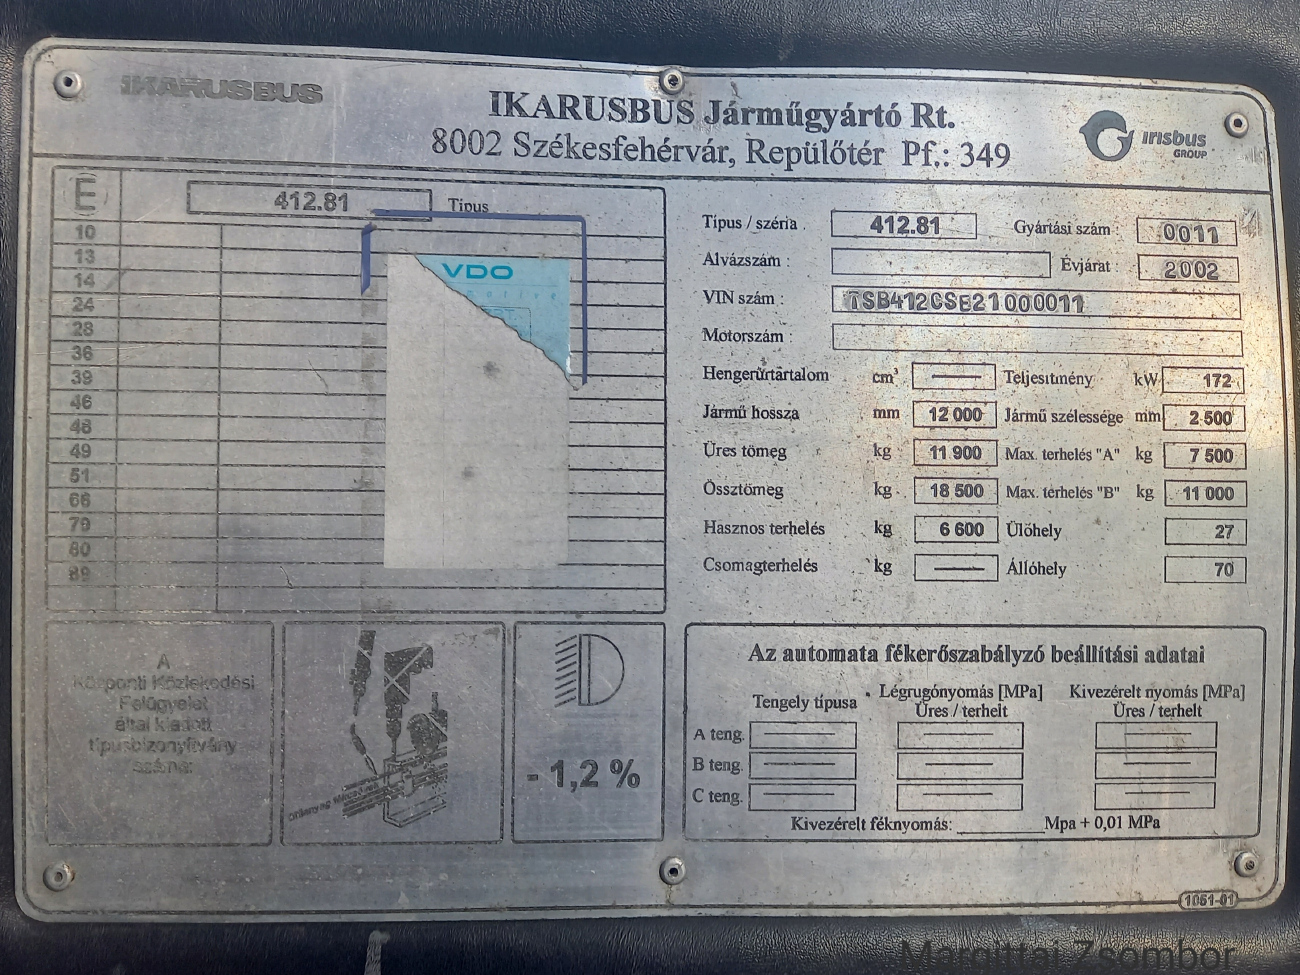 IKARUSBUS
IKARUSBUS Járműgyártó Rt.
8002 Székesfehérvár, Repülőtér Pf.: 349
irisbus
GROUP
E
412.81 Típus
10
13
14
24
28
36
39
46
48
49
51
66
79
80
89
VDO
Típus / széria 412.81 Gyártási szám 0011
Alvázszám : Évjárat : 2002
VIN szám : TSB412CSE21000011
Motorszám :
Hengerűrtartalom cm³ — Teljesítmény kW 172
Jármű hossza mm 12 000 Jármű szélessége mm 2 500
Üres tömeg kg 11 900 Max. terhelés "A" kg 7 500
Össztömeg kg 18 500 Max. terhelés "B" kg 11 000
Hasznos terhelés kg 6 600 Ülőhely 27
Csomagterhelés kg — Állóhely 70
A
Központi Közlekedési
Felügyelet
által kiadott
típusbizonyítvány
száma:
- 1,2 %
Az automata fékerőszabályzó beállítási adatai
Tengely típusa Légrugónyomás [MPa] Kivezérelt nyomás [MPa]
Üres / terhelt Üres / terhelt
A teng.
B teng.
C teng.
Kivezérelt féknyomás: ________ Mpa + 0,01 MPa
1051-01
Margittai Zsombor